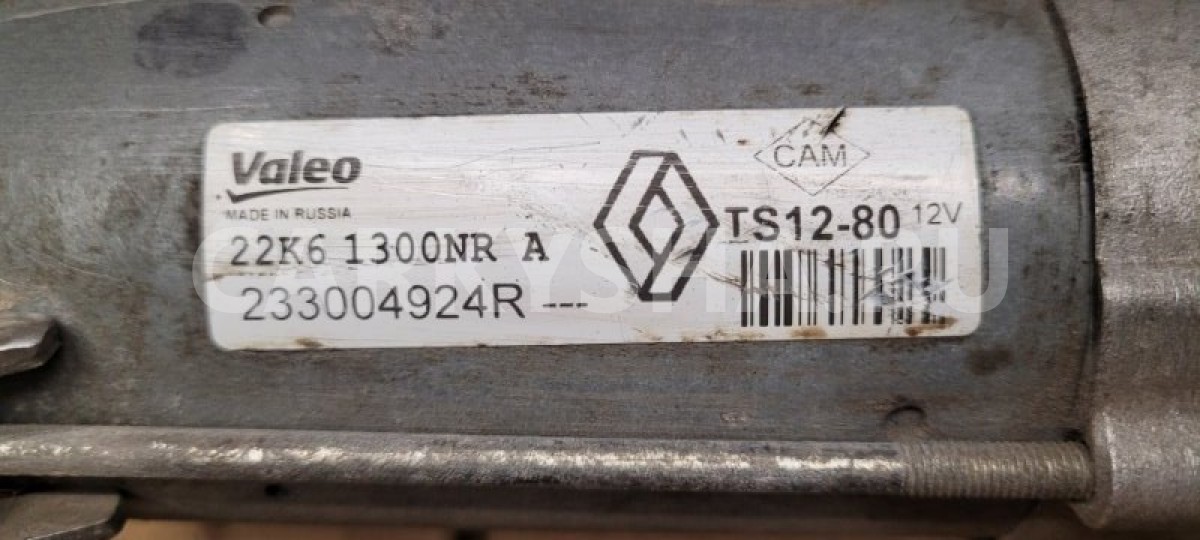 Valeo
MADE IN RUSSIA
22K6 1300NR A
233004924R ---
CAM
TS12-80 12V